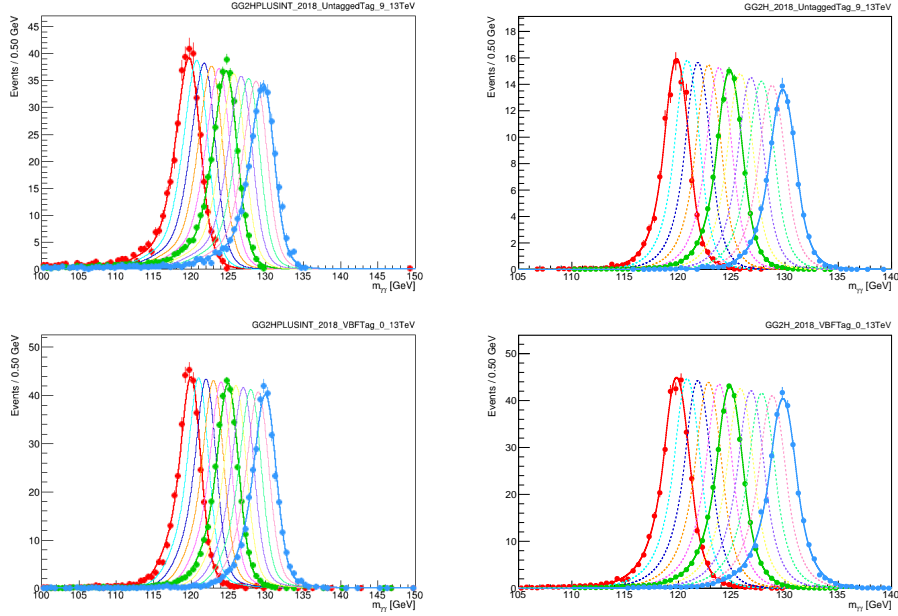 GG2HPLUSINT_2018_UntaggedTag_9_13TeV
Events / 0.50 GeV
45
40
35
30
25
20
15
10
5
0
100 105 110 115 120 125 130 135 140 145 150
mγγ [GeV]
GG2H_2018_UntaggedTag_9_13TeV
Events / 0.50 GeV
18
16
14
12
10
8
6
4
2
0
105 110 115 120 125 130 135 140
mγγ [GeV]
GG2HPLUSINT_2018_VBFTag_0_13TeV
Events / 0.50 GeV
50
40
30
20
10
0
100 105 110 115 120 125 130 135 140 145 150
mγγ [GeV]
GG2H_2018_VBFTag_0_13TeV
Events / 0.50 GeV
50
40
30
20
10
0
105 110 115 120 125 130 135 140
mγγ [GeV]